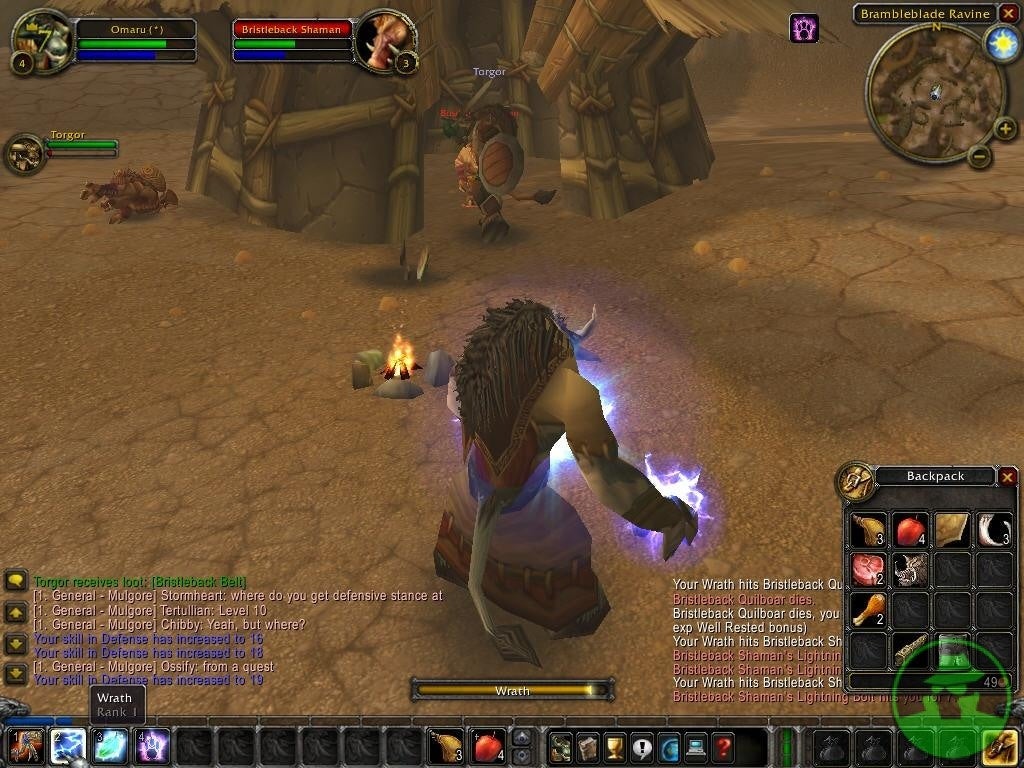 Omaru (*)
4
Bristleback Shaman
3
Torgor
Brambleblade Ravine
N
Torgor
Backpack
3
4
3
2
2
49
Torgor receives loot: [Bristleback Belt]
[1. General - Mulgore] Stormheart: where do you get defensive stance at
[1. General - Mulgore] Tertullian: Level 10
[1. General - Mulgore] Chibby: Yeah, but where?
Your skill in Defense has increased to 16
Your skill in Defense has increased to 18
[1. General - Mulgore] Ossify: from a quest
Your skill in Defense has increased to 19
Your Wrath hits Bristleback Qu
Bristleback Quilboar dies.
Bristleback Quilboar dies, you
exp Well Rested bonus)
Your Wrath hits Bristleback Sh
Bristleback Shaman's Lightnin
Bristleback Shaman's Lightnin
Your Wrath hits Bristleback Sh
Bristleback Shaman's Lightning Bolt hits you for
Wrath
Wrath
Rank 1
1
2
3
4
3
4